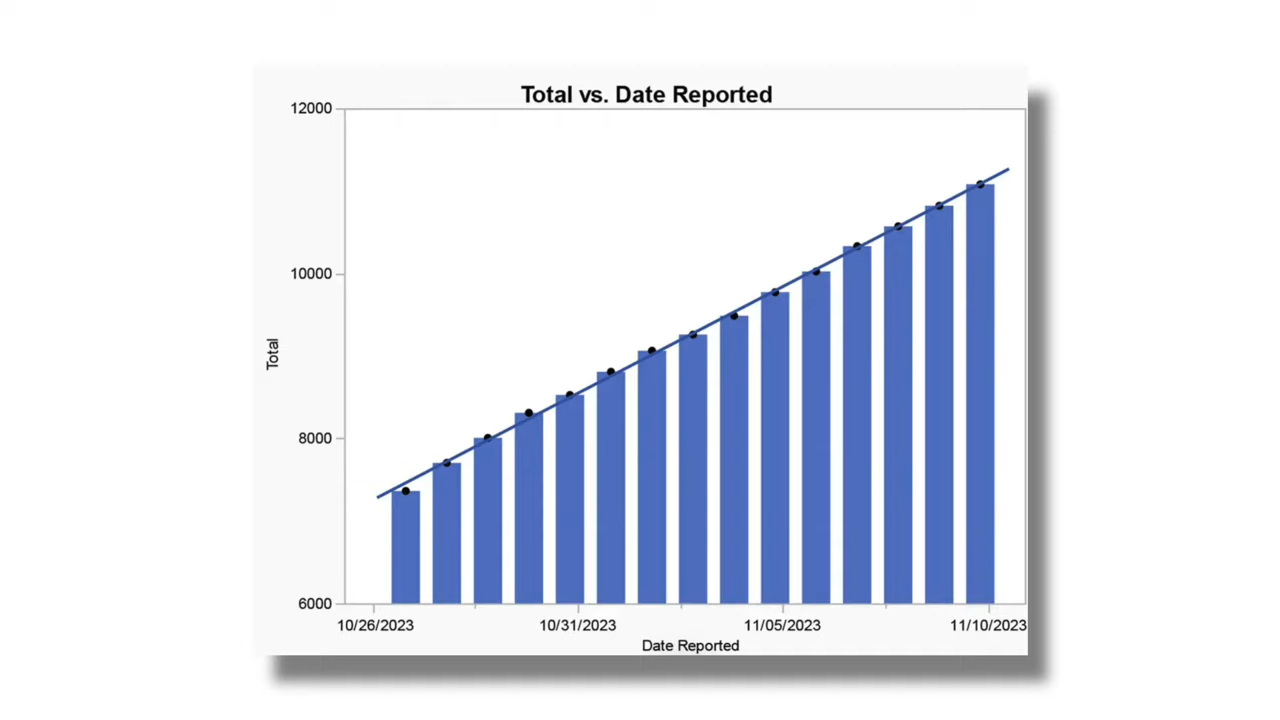 Total vs. Date Reported
12000
10000
8000
6000
Total
10/26/2023 10/31/2023 11/05/2023 11/10/2023
Date Reported